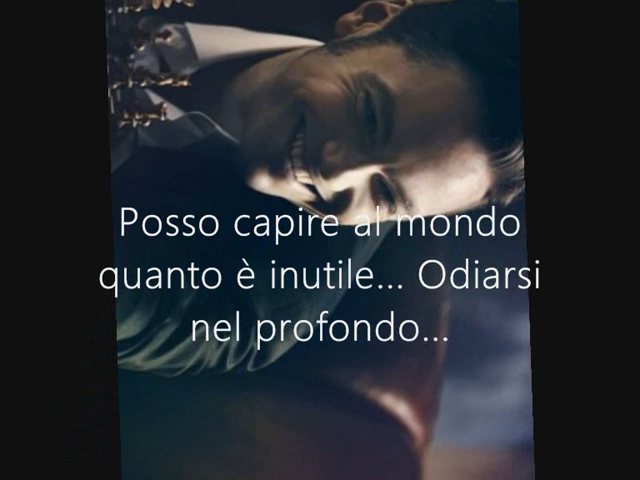 Posso capire al mondo
quanto è inutile... Odiarsi
nel profondo...